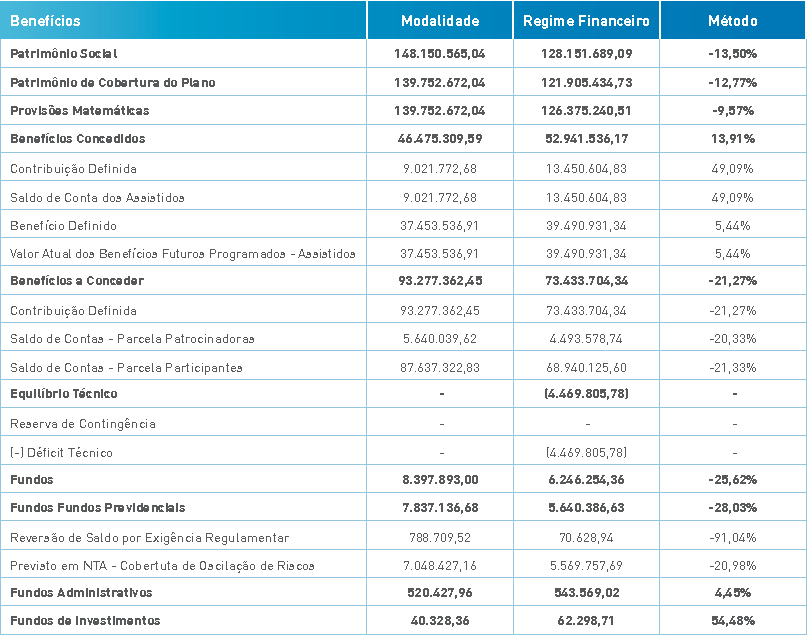 Benefícios Modalidade Regime Financeiro Método
Patrimônio Social 148.150.565,04 128.151.689,09 -13,50%
Patrimônio de Cobertura do Plano 139.752.672,04 121.905.434,73 -12,77%
Provisões Matemáticas 139.752.672,04 126.375.240,51 -9,57%
Benefícios Concedidos 46.475.309,59 52.941.536,17 13,91%
Contribuição Definida 9.021.772,68 13.450.604,83 49,09%
Saldo de Conta dos Assistidos 9.021.772,68 13.450.604,83 49,09%
Benefício Definido 37.453.536,91 39.490.931,34 5,44%
Valor Atual dos Benefícios Futuros Programados - Assistidos 37.453.536,91 39.490.931,34 5,44%
Benefícios a Conceder 93.277.362,45 73.433.704,34 -21,27%
Contribuição Definida 93.277.362,45 73.433.704,34 -21,27%
Saldo de Contas - Parcela Patrocinadoras 5.640.039,62 4.493.578,74 -20,33%
Saldo de Contas - Parcela Participantes 87.637.322,83 68.940.125,60 -21,33%
Equilíbrio Técnico - (4.469.805,78) -
Reserva de Contingência - - -
(-) Déficit Técnico - (4.469.805,78) -
Fundos 8.397.893,00 6.246.254,36 -25,62%
Fundos Fundos Previdenciais 7.837.136,68 5.640.386,63 -28,03%
Reversão de Saldo por Exigência Regulamentar 788.709,52 70.628,94 -91,04%
Previsto em NTA - Cobertuta de Oscilação de Riscos 7.048.427,16 5.569.757,69 -20,98%
Fundos Administrativos 520.427,96 543.569,02 4,45%
Fundos de Investimentos 40.328,36 62.298,71 54,48%